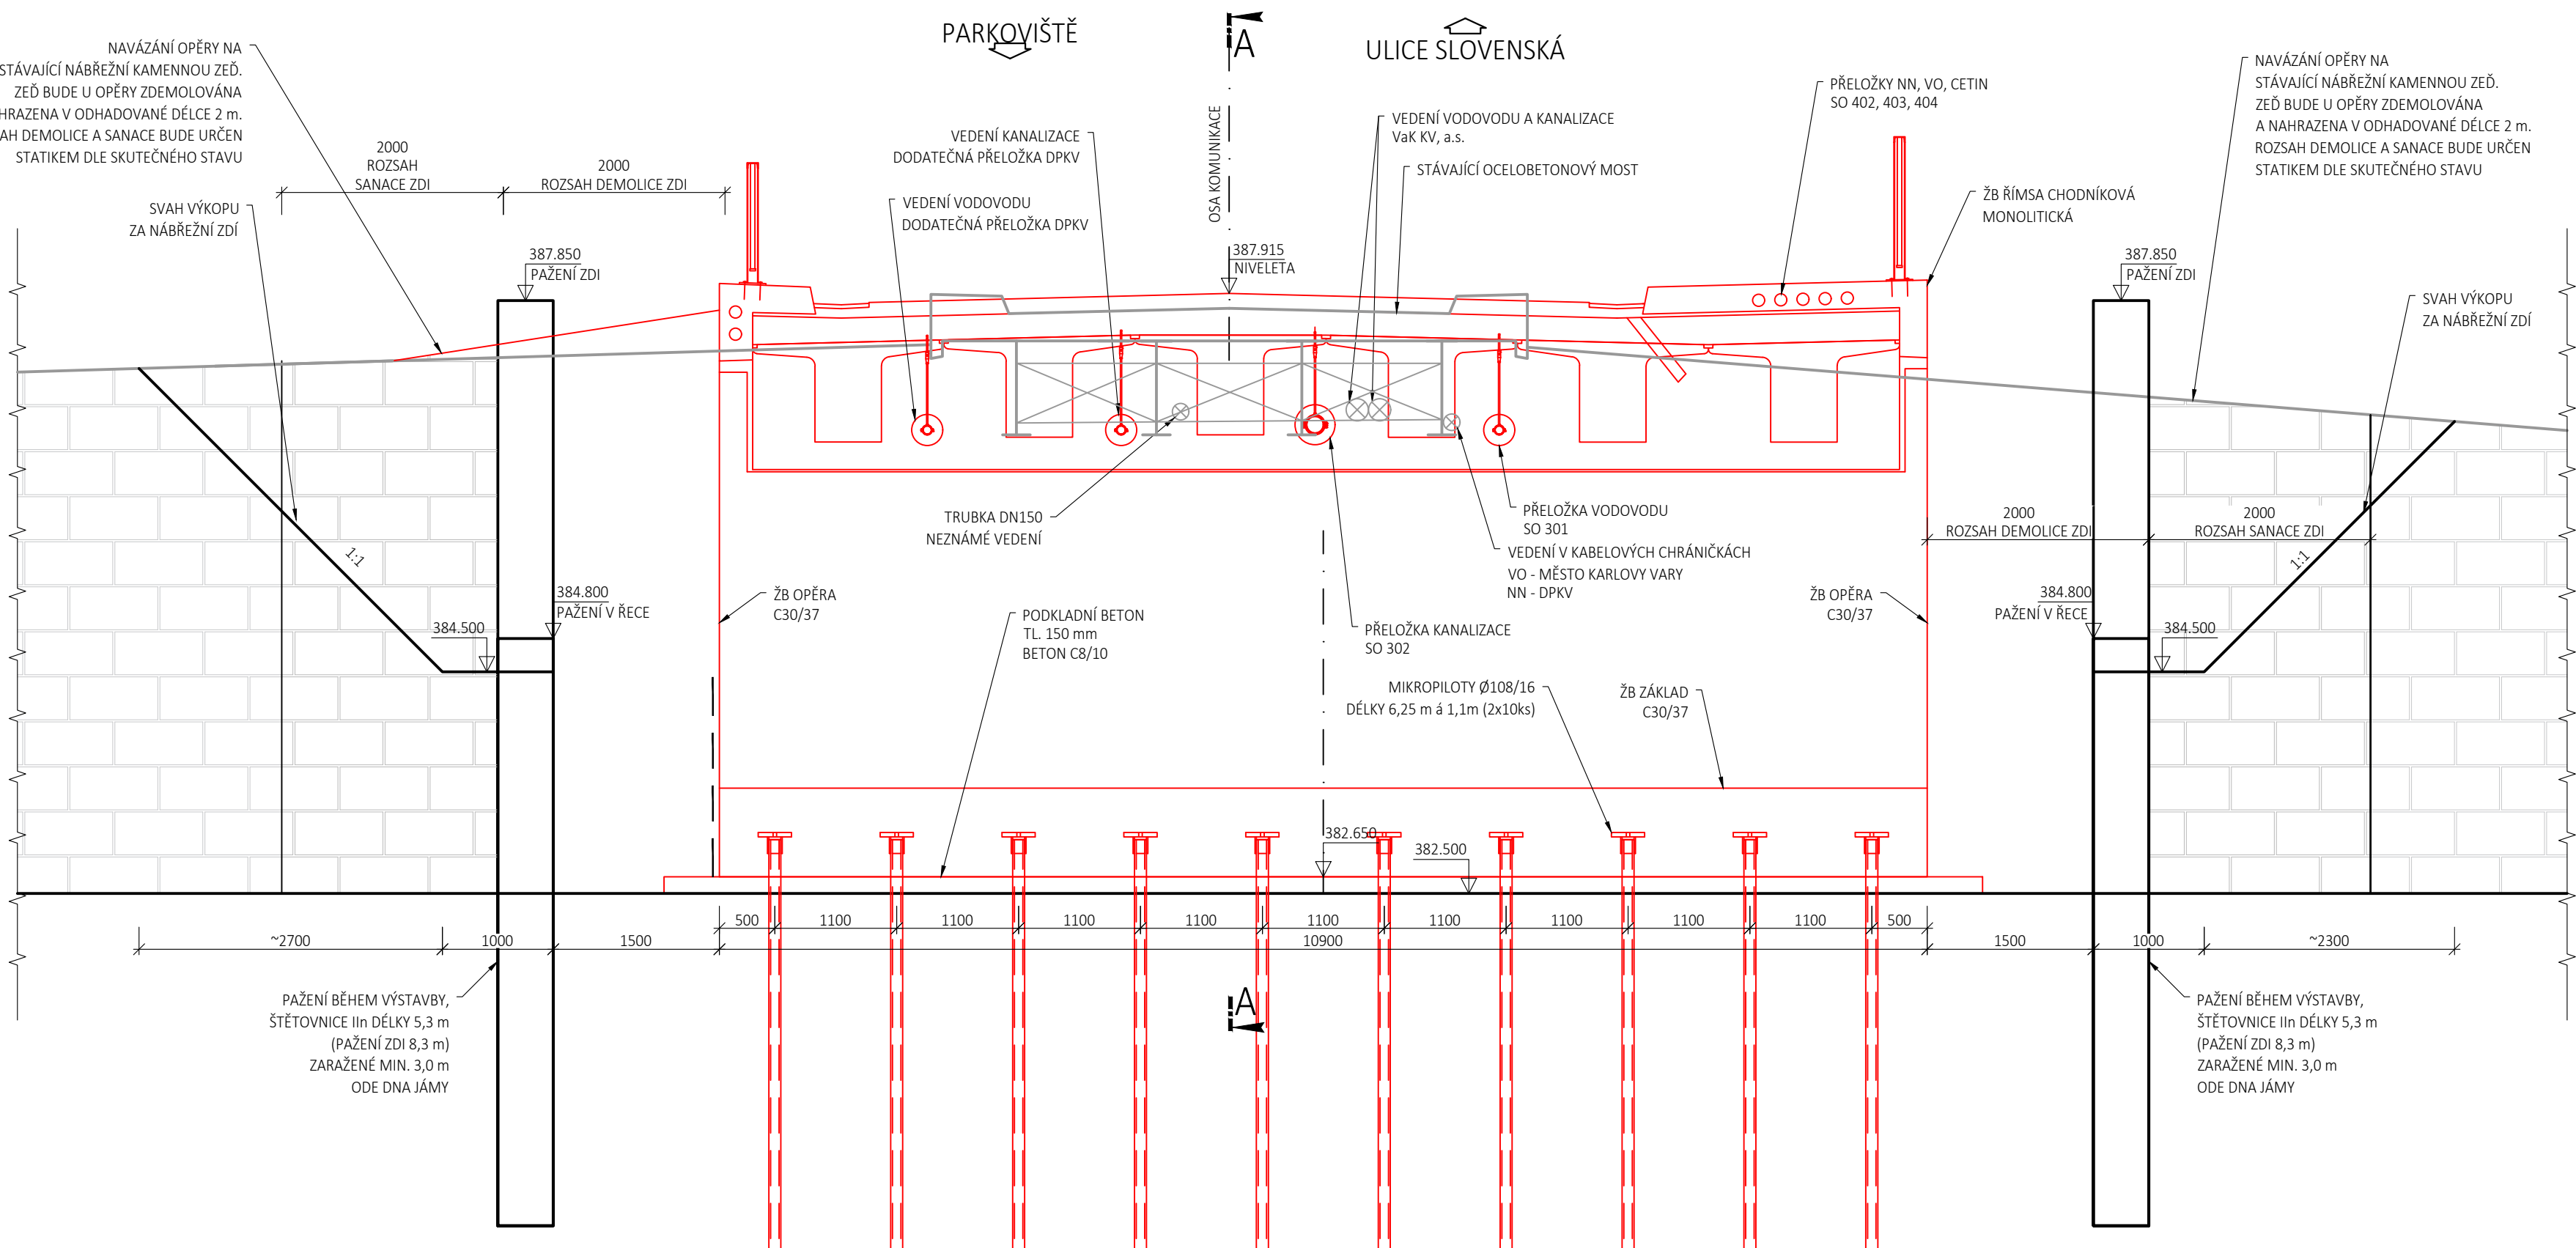 PARKOVIŠTĚ
A
ULICE SLOVENSKÁ
NAVÁZÁNÍ OPĚRY NA
STÁVAJÍCÍ NÁBŘEŽNÍ KAMENNOU ZEĎ.
ZEĎ BUDE U OPĚRY ZDEMOLOVÁNA
V ODHADOVANÉ DÉLCE 2 m.
DEMOLICE A SANACE BUDE URČEN
STATIKEM DLE SKUTEČNÉHO STAVU
2000
ROZSAH
SANACE ZDI
2000
ROZSAH DEMOLICE ZDI
SVAH VÝKOPU
ZA NÁBŘEŽNÍ ZDÍ
387.850
PAŽENÍ ZDI
VEDENÍ KANALIZACE
DODATEČNÁ PŘELOŽKA DPKV
VEDENÍ VODOVODU
DODATEČNÁ PŘELOŽKA DPKV
OSA KOMUNIKACE
387.915
NIVELETA
VEDENÍ VODOVODU A KANALIZACE
VaK KV, a.s.
STÁVAJÍCÍ OCELOBETONOVÝ MOST
PŘELOŽKY NN, VO, CETIN
SO 402, 403, 404
ŽB ŘÍMSA CHODNÍKOVÁ
MONOLITICKÁ
NAVÁZÁNÍ OPĚRY NA
STÁVAJÍCÍ NÁBŘEŽNÍ KAMENNOU ZEĎ.
ZEĎ BUDE U OPĚRY ZDEMOLOVÁNA
A NAHRAZENA V ODHADOVANÉ DÉLCE 2 m.
ROZSAH DEMOLICE A SANACE BUDE URČEN
STATIKEM DLE SKUTEČNÉHO STAVU
387.850
PAŽENÍ ZDI
SVAH VÝKOPU
ZA NÁBŘEŽNÍ ZDÍ
TRUBKA DN150
NEZNÁMÉ VEDENÍ
PŘELOŽKA VODOVODU
SO 301
VEDENÍ V KABELOVÝCH CHRÁNIČKÁCH
VO - MĚSTO KARLOVY VARY
NN - DPKV
2000
ROZSAH DEMOLICE ZDI
2000
ROZSAH SANACE ZDI
1:1
1:1
384.800
PAŽENÍ V ŘECE
384.500
ŽB OPĚRA
C30/37
PODKLADNÍ BETON
TL. 150 mm
BETON C8/10
PŘELOŽKA KANALIZACE
SO 302
ŽB OPĚRA
C30/37
384.800
PAŽENÍ V ŘECE
384.500
MIKROPILOTY Ø108/16
DÉLKY 6,25 m á 1,1m (2x10ks)
ŽB ZÁKLAD
C30/37
382.650
382.500
500 1100 1100 1100 1100 1100 1100 1100 1100 1100 500
~2700 1000 1500 10900 1500 1000 ~2300
PAŽENÍ BĚHEM VÝSTAVBY,
ŠTĚTOVNICE IIn DÉLKY 5,3 m
(PAŽENÍ ZDI 8,3 m)
ZARAŽENÉ MIN. 3,0 m
ODE DNA JÁMY
A
PAŽENÍ BĚHEM VÝSTAVBY,
ŠTĚTOVNICE IIn DÉLKY 5,3 m
(PAŽENÍ ZDI 8,3 m)
ZARAŽENÉ MIN. 3,0 m
ODE DNA JÁMY